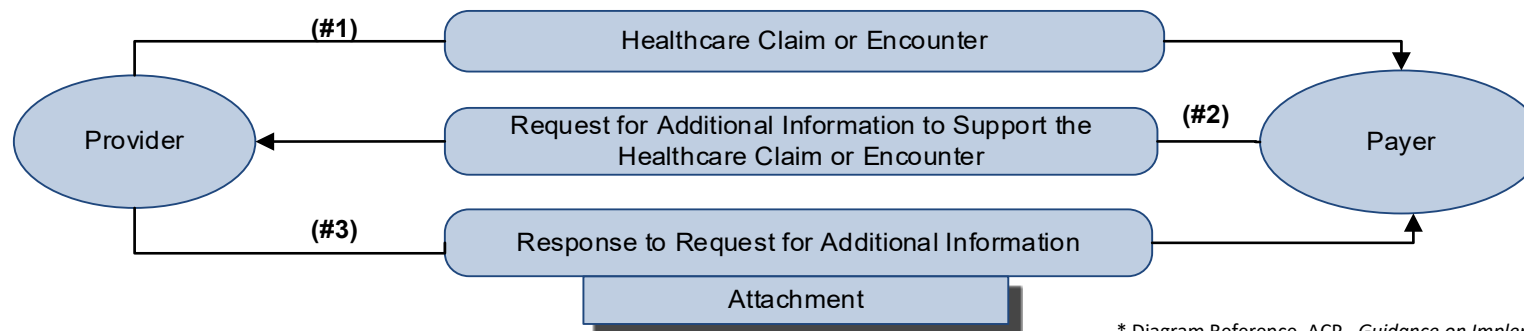 (#1)
Healthcare Claim or Encounter
Provider
Request for Additional Information to Support the
Healthcare Claim or Encounter
(#2)
Payer
(#3)
Response to Request for Additional Information
Attachment
* Diagram Reference, ACP - Guidance on